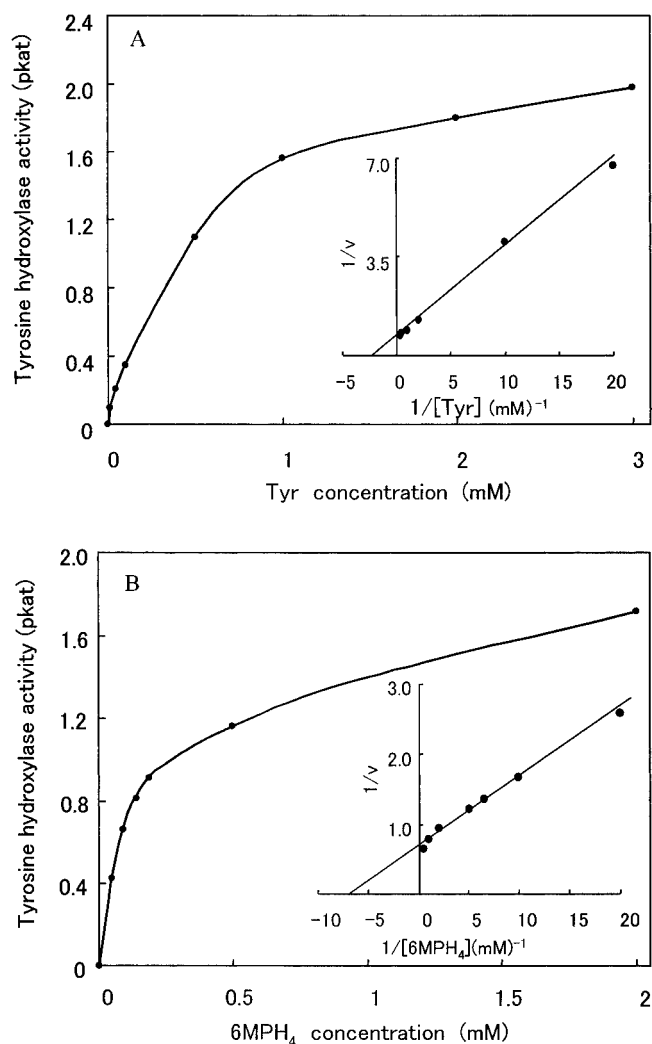 A
Tyrosine hydroxylase activity (pkat)
2.4
2.0
1.6
1.2
0.8
0.4
0
0 1 2 3
Tyr concentration (mM)
1/v
7.0
3.5
-5 0 5 10 15 20
1/[Tyr] (mM)⁻¹
B
Tyrosine hydroxylase activity (pkat)
2.0
1.6
1.2
0.8
0.4
0
0 0.5 1 1.5 2
6MPH₄ concentration (mM)
1/v
3.0
2.0
1.0
-10 -5 0 5 10 15 20
1/[6MPH₄](mM)⁻¹